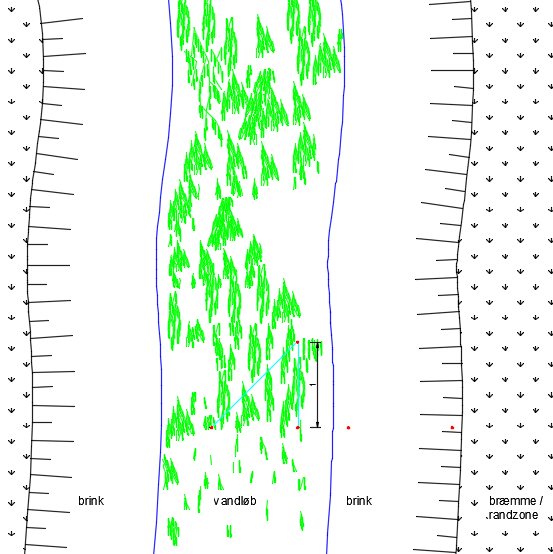 brink
vandløb
brink
bræmme /
randzone